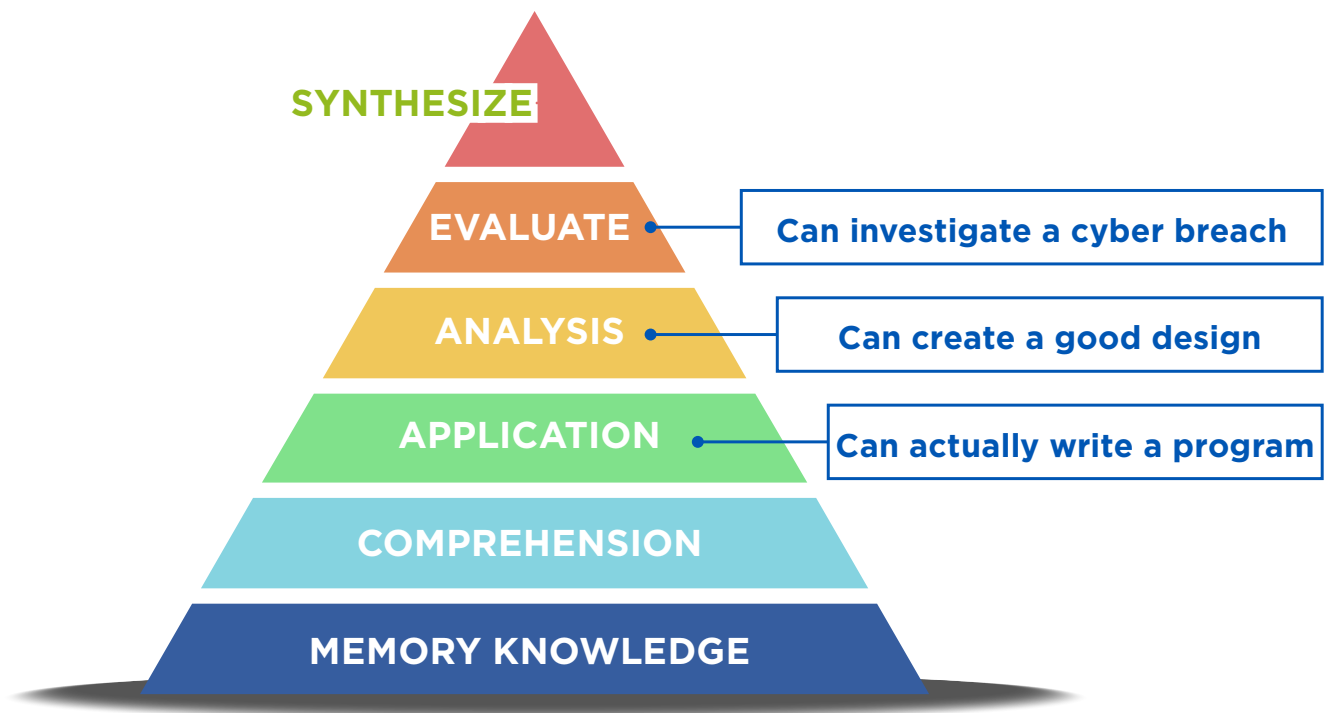 SYNTHESIZE
EVALUATE
Can investigate a cyber breach
ANALYSIS
Can create a good design
APPLICATION
Can actually write a program
COMPREHENSION
MEMORY KNOWLEDGE